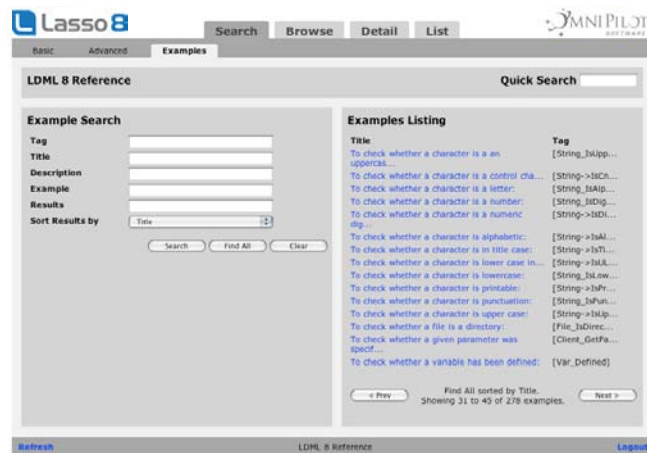 Lasso 8
Search Browse Detail List
OMNIPILOT
SOFTWARE
Basic Advanced Examples
LDML 8 Reference
Quick Search
Example Search
Tag
Title
Description
Example
Results
Sort Results by Title
Search Find All Clear
Examples Listing
Title Tag
To check whether a character is a an [String_IsUpp...
uppercas...
To check whether a character is a control cha... [String->IsCn...
To check whether a character is a letter: [String_IsAlp...
To check whether a character is a number: [String_IsDig...
To check whether a character is a numeric [String->IsDi...
dig...
To check whether a character is alphabetic: [String->IsAl...
To check whether a character is in title case: [String->IsTi...
To check whether a character is lower case in... [String->IsUL...
To check whether a character is lowercase: [String_IsLow...
To check whether a character is printable: [String->IsPr...
To check whether a character is punctuation: [String_IsPun...
To check whether a character is upper case: [String->IsUp...
To check whether a file is a directory: [File_IsDirec...
To check whether a given parameter was [Client_GetPa...
specif...
To check whether a variable has been defined: [Var_Defined]
< Prev Find All sorted by Title. Next >
Showing 31 to 45 of 278 examples.
Refresh LDML 8 Reference Logout